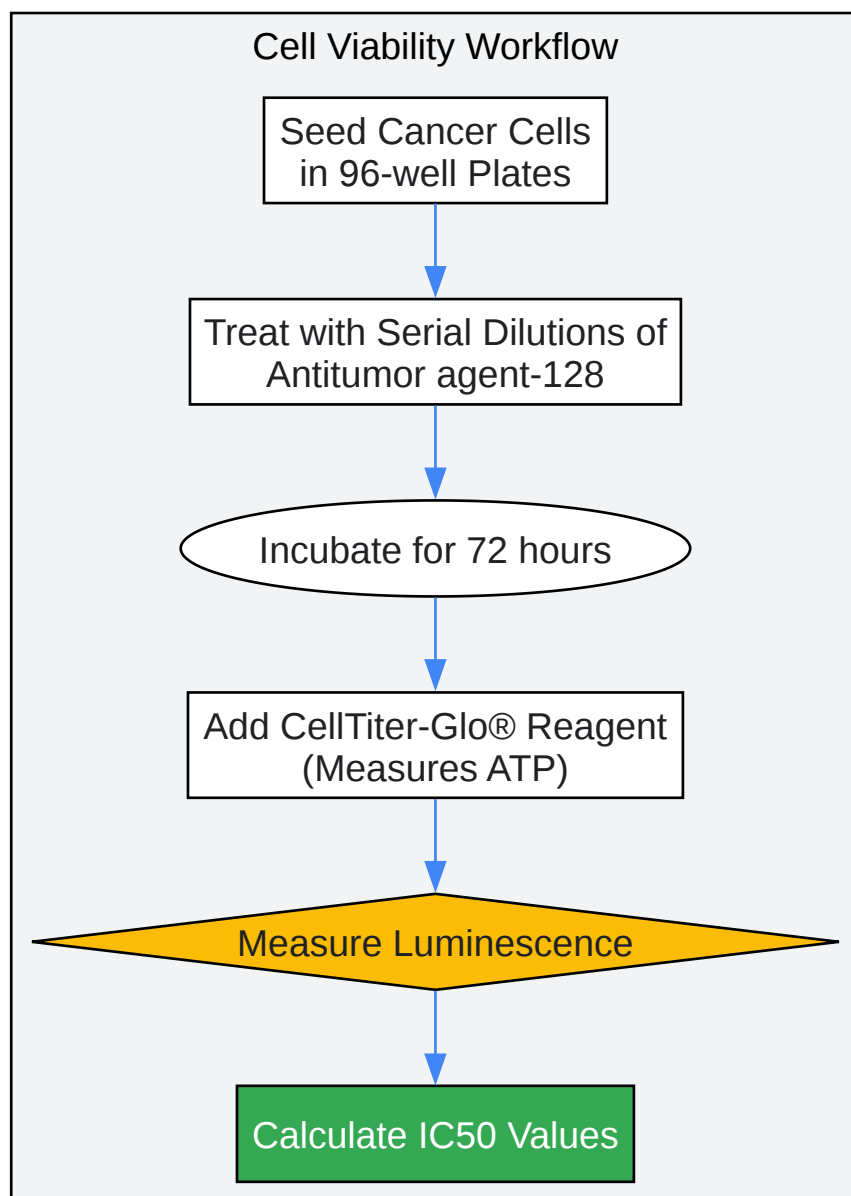 Cell Viability Workflow
Seed Cancer Cells
in 96-well Plates
Treat with Serial Dilutions of
Antitumor agent-128
Incubate for 72 hours
Add CellTiter-Glo® Reagent
(Measures ATP)
Measure Luminescence
Calculate IC50 Values